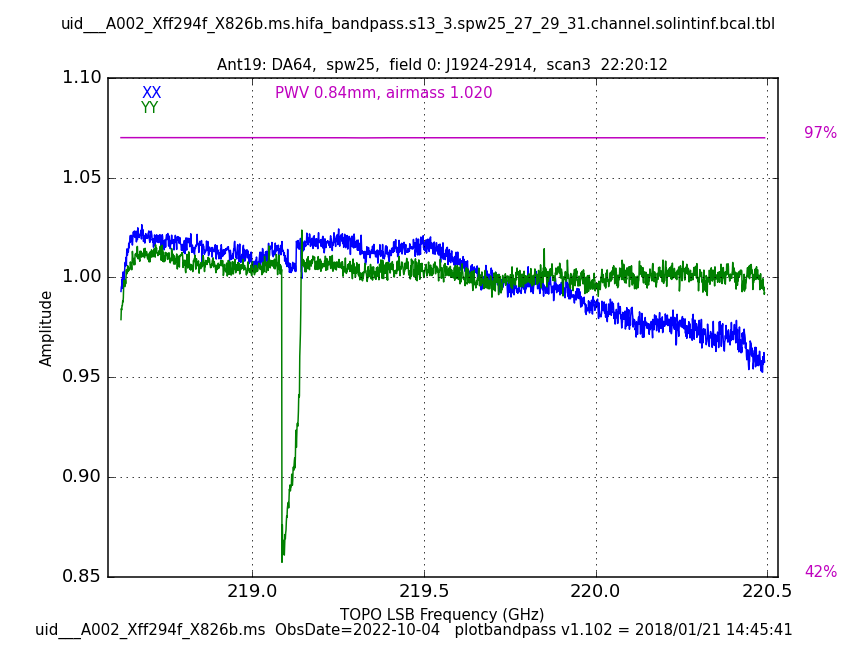 uid___A002_Xff294f_X826b.ms.hifa_bandpass.s13_3.spw25_27_29_31.channel.solintinf.bcal.tbl
Ant19: DA64,  spw25,  field 0: J1924-2914,  scan3  22:20:12
1.10
XX
PWV 0.84mm, airmass 1.020
YY
97%
1.05
1.00
Amplitude
0.95
0.90
42%
0.85
219.0 219.5 220.0 220.5
TOPO LSB Frequency (GHz)
uid___A002_Xff294f_X826b.ms  ObsDate=2022-10-04   plotbandpass v1.102 = 2018/01/21 14:45:41